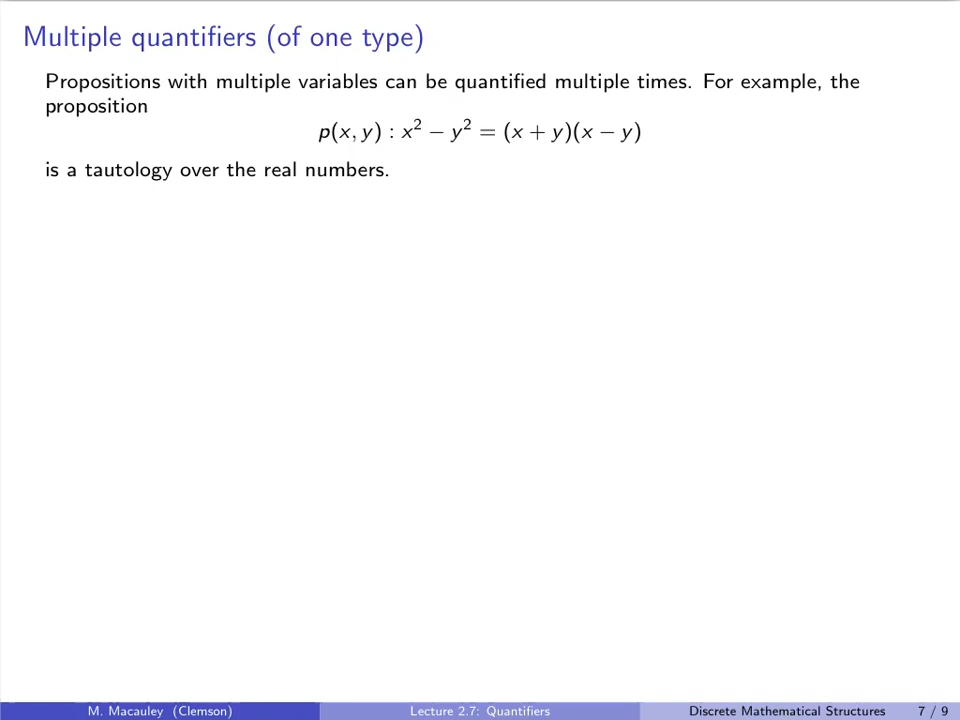 Multiple quantifiers (of one type)
Propositions with multiple variables can be quantified multiple times. For example, the
proposition
p(x, y) : x² − y² = (x + y)(x − y)
is a tautology over the real numbers.
M. Macauley (Clemson) Lecture 2.7: Quantifiers Discrete Mathematical Structures 7 / 9